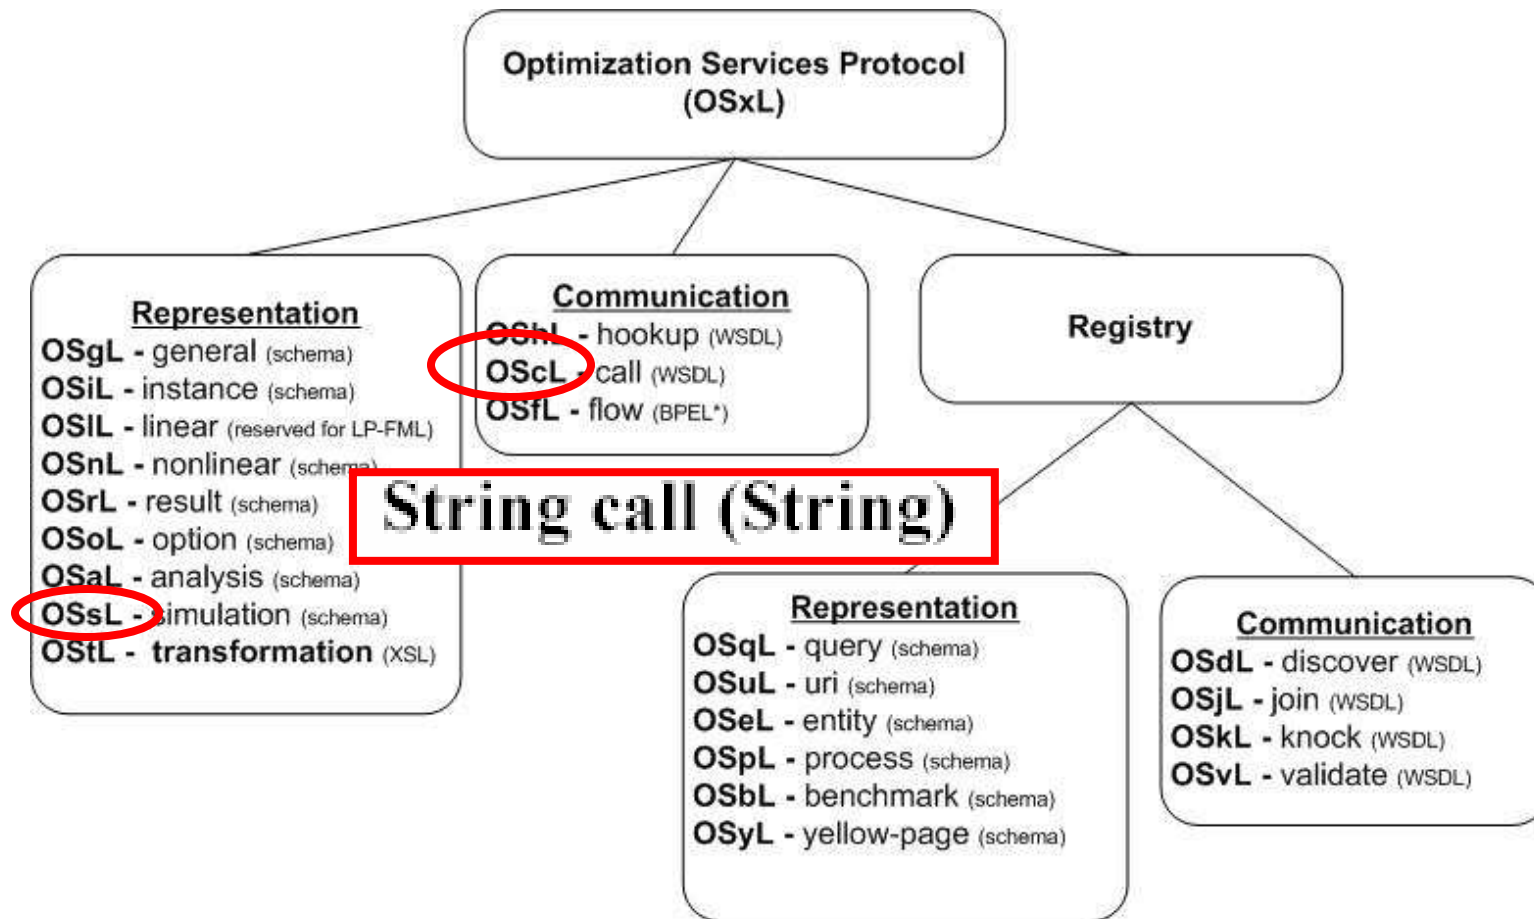 Optimization Services Protocol
(OSxL)
Representation
OSgL - general (schema)
OSiL - instance (schema)
OSlL - linear (reserved for LP-FML)
OSnL - nonlinear (schema)
OSrL - result (schema)
OSoL - option (schema)
OSaL - analysis (schema)
OSsL - simulation (schema)
OStL - transformation (XSL)
Communication
OShL - hookup (WSDL)
OScL - call (WSDL)
OSfL - flow (BPEL*)
Registry
String call (String)
Representation
OSqL - query (schema)
OSuL - uri (schema)
OSeL - entity (schema)
OSpL - process (schema)
OSbL - benchmark (schema)
OSyL - yellow-page (schema)
Communication
OSdL - discover (WSDL)
OSjL - join (WSDL)
OSkL - knock (WSDL)
OSvL - validate (WSDL)